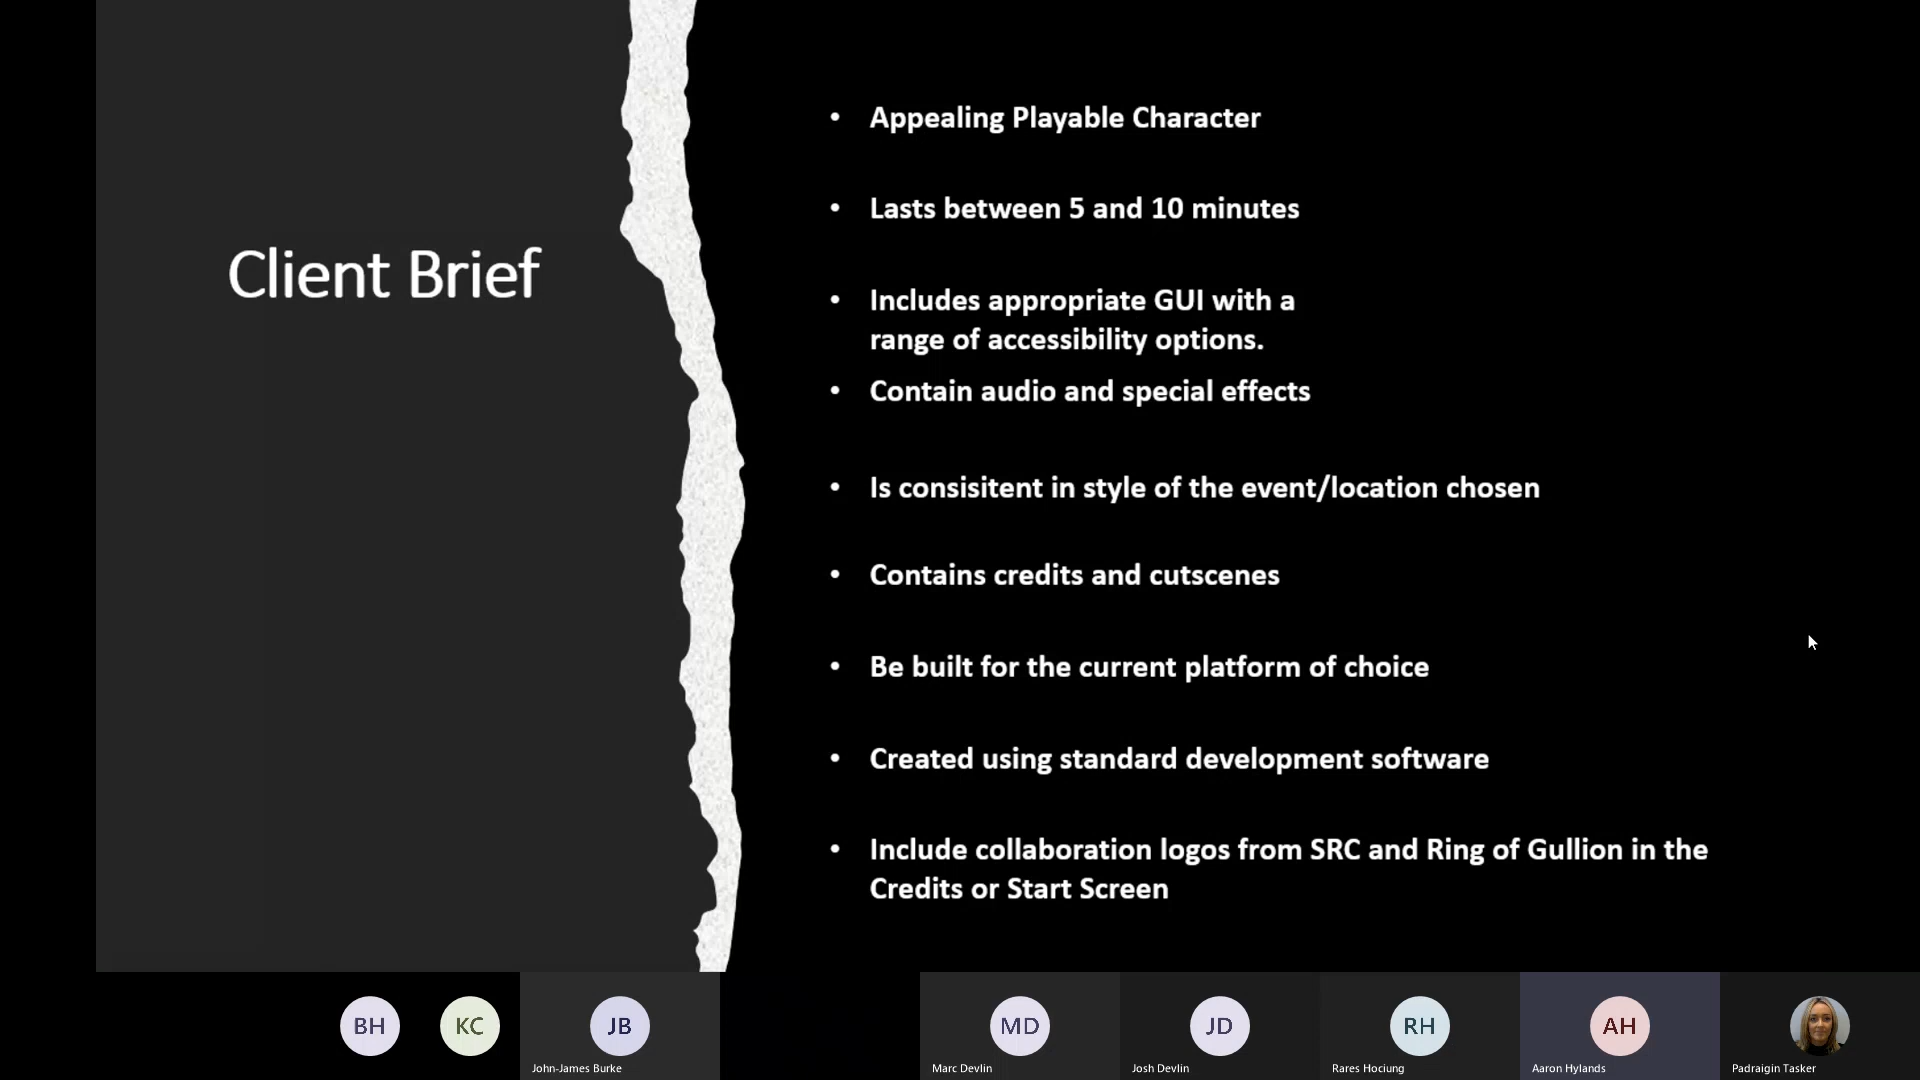 Client Brief
• Appealing Playable Character
• Lasts between 5 and 10 minutes
• Includes appropriate GUI with a
range of accessibility options.
• Contain audio and special effects
• Is consisitent in style of the event/location chosen
• Contains credits and cutscenes
• Be built for the current platform of choice
• Created using standard development software
• Include collaboration logos from SRC and Ring of Gullion in the
Credits or Start Screen
BH
KC
JB
John-James Burke
MD
Marc Devlin
JD
Josh Devlin
RH
Rares Hociung
AH
Aaron Hylands
Padraigin Tasker